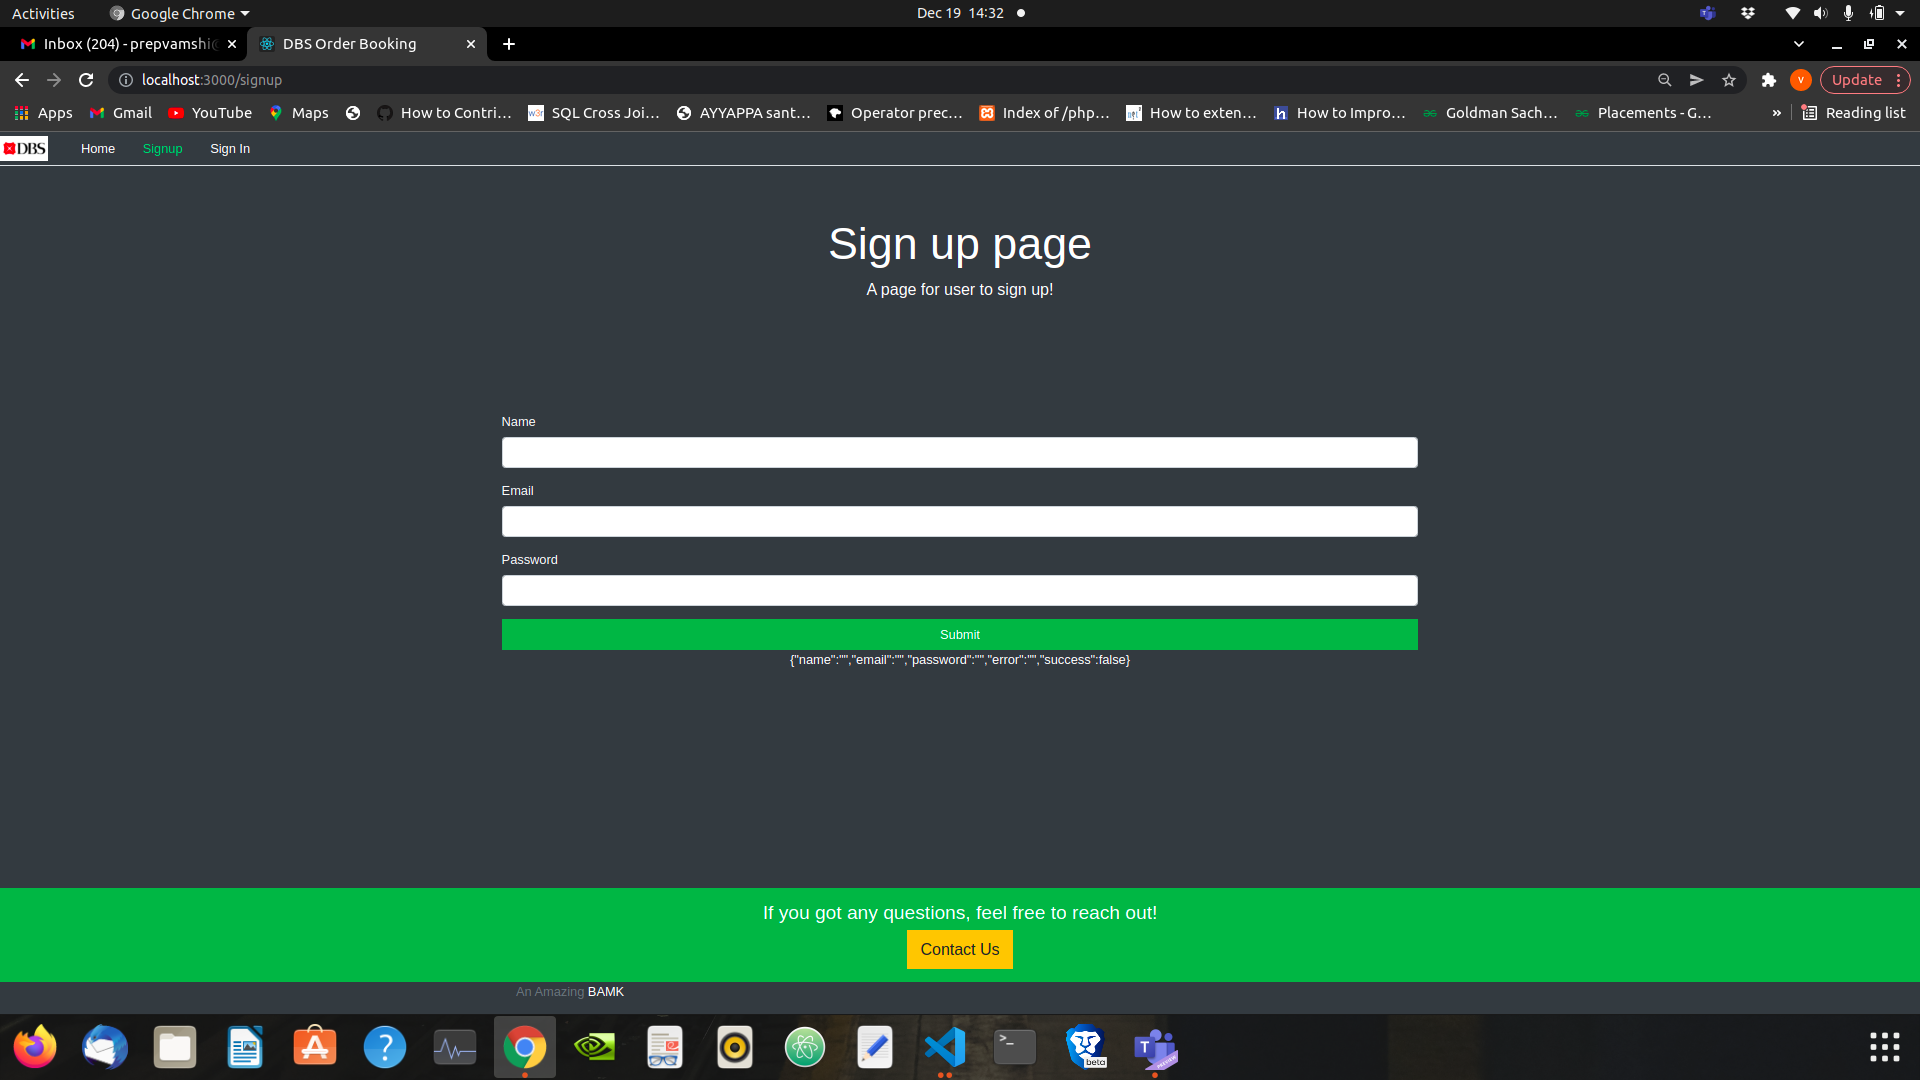 Activities
Google Chrome
Dec 19 14:32
Inbox (204) - prepvamshi@
DBS Order Booking
localhost:3000/signup
V
Update
Apps
Gmail
YouTube
Maps
How to Contri…
SQL Cross Joi…
AYYAPPA sant…
Operator prec…
Index of /php…
How to exten…
How to Impro…
Goldman Sach…
Placements - G…
»
Reading list
DBS
Home
Signup
Sign In
Sign up page
A page for user to sign up!
Name
Email
Password
Submit
{"name":"","email":"","password":"","error":"","success":false}
If you got any questions, feel free to reach out!
Contact Us
An Amazing BAMK
beta